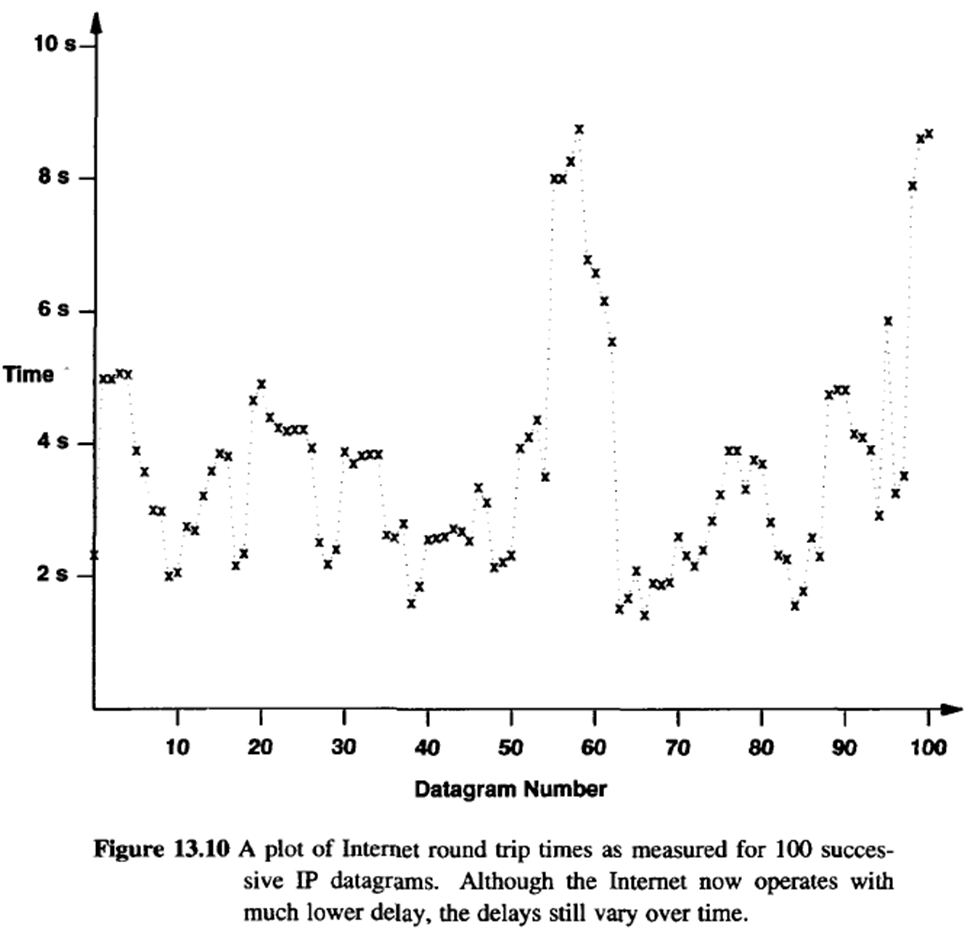 10 s
8 s
6 s
Time
4 s
2 s
10 20 30 40 50 60 70 80 90 100
Datagram Number
Figure 13.10 A plot of Internet round trip times as measured for 100 succes-
sive IP datagrams. Although the Internet now operates with
much lower delay, the delays still vary over time.